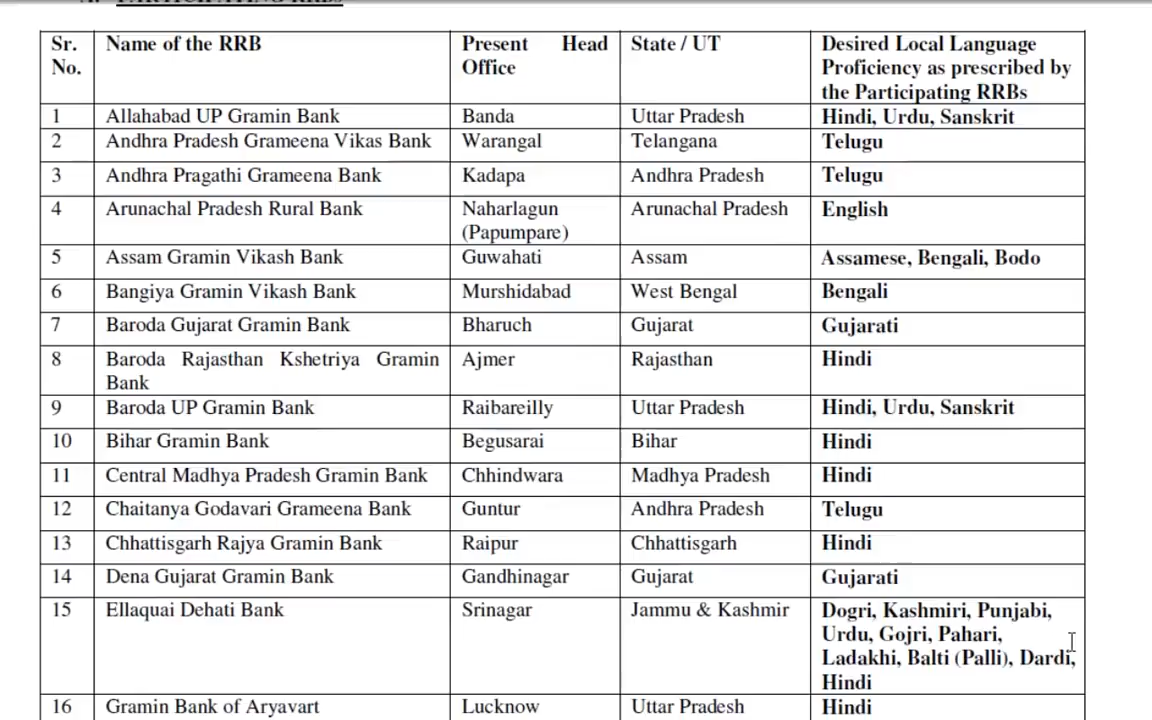 A. PARTICIPATING RRBs
Sr. No. Name of the RRB Present Head Office State / UT Desired Local Language Proficiency as prescribed by the Participating RRBs
1 Allahabad UP Gramin Bank Banda Uttar Pradesh Hindi, Urdu, Sanskrit
2 Andhra Pradesh Grameena Vikas Bank Warangal Telangana Telugu
3 Andhra Pragathi Grameena Bank Kadapa Andhra Pradesh Telugu
4 Arunachal Pradesh Rural Bank Naharlagun (Papumpare) Arunachal Pradesh English
5 Assam Gramin Vikash Bank Guwahati Assam Assamese, Bengali, Bodo
6 Bangiya Gramin Vikash Bank Murshidabad West Bengal Bengali
7 Baroda Gujarat Gramin Bank Bharuch Gujarat Gujarati
8 Baroda Rajasthan Kshetriya Gramin Bank Ajmer Rajasthan Hindi
9 Baroda UP Gramin Bank Raibareilly Uttar Pradesh Hindi, Urdu, Sanskrit
10 Bihar Gramin Bank Begusarai Bihar Hindi
11 Central Madhya Pradesh Gramin Bank Chhindwara Madhya Pradesh Hindi
12 Chaitanya Godavari Grameena Bank Guntur Andhra Pradesh Telugu
13 Chhattisgarh Rajya Gramin Bank Raipur Chhattisgarh Hindi
14 Dena Gujarat Gramin Bank Gandhinagar Gujarat Gujarati
15 Ellaquai Dehati Bank Srinagar Jammu & Kashmir Dogri, Kashmiri, Punjabi, Urdu, Gojri, Pahari, Ladakhi, Balti (Palli), Dardi, Hindi
16 Gramin Bank of Aryavart Lucknow Uttar Pradesh Hindi